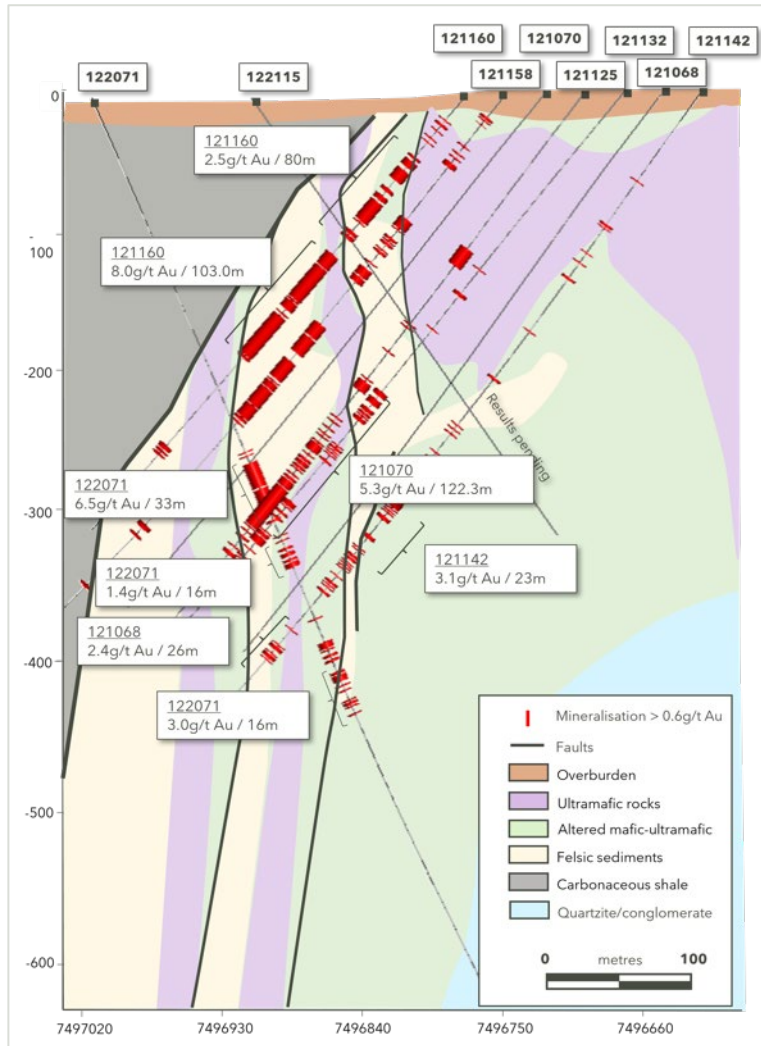 121160
121070
121132
121142
122071
122115
121158
121125
121068
0
121160
2.5g/t Au / 80m
-
100
121160
8.0g/t Au / 103.0m
-200
Results pending
122071
6.5g/t Au / 33m
121070
5.3g/t Au / 122.3m
-300
121142
3.1g/t Au / 23m
122071
1.4g/t Au / 16m
121068
2.4g/t Au / 26m
-400
122071
3.0g/t Au / 16m
Mineralisation > 0.6g/t Au
Faults
Overburden
Ultramafic rocks
Altered mafic-ultramafic
Felsic sediments
Carbonaceous shale
Quartzite/conglomerate
0 metres 100
-500
-600
7497020 7496930 7496840 7496750 7496660